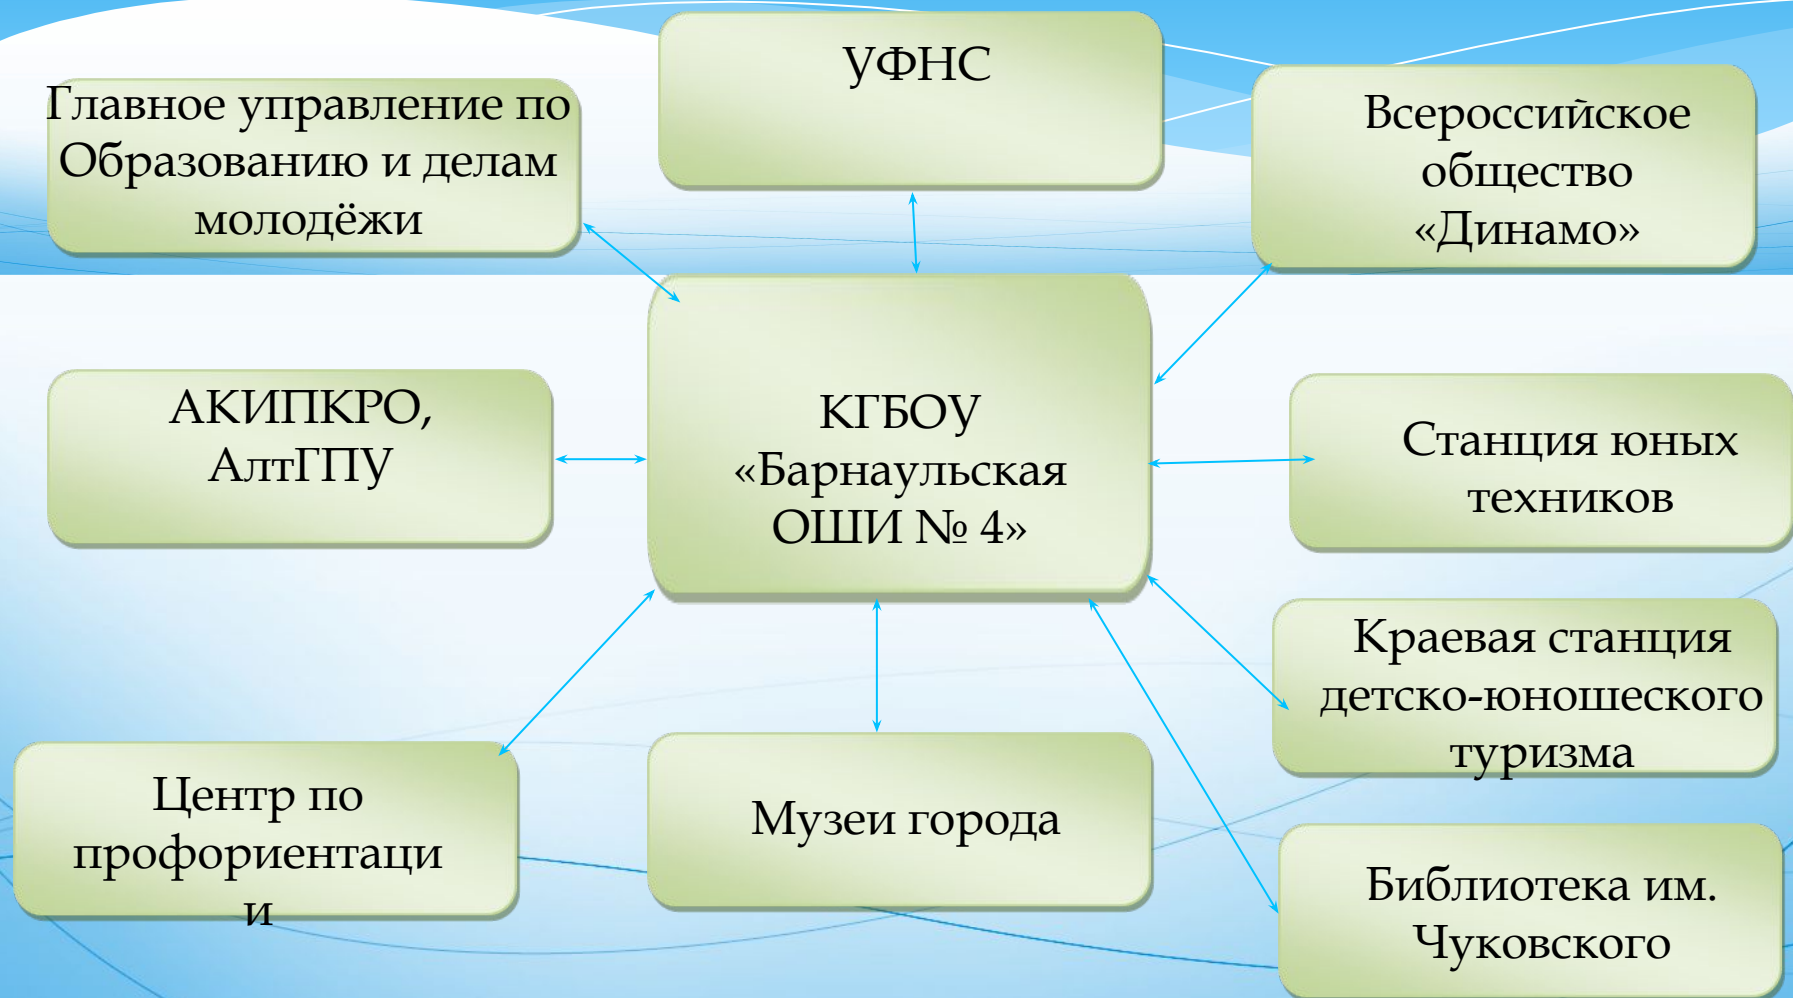 УФНС
Главное управление по
Образованию и делам
молодёжи
Всероссийское
общество
«Динамо»
АКИПКРО,
АлтГПУ
КГБОУ
«Барнаульская
ОШИ № 4»
Станция юных
техников
Краевая станция
детско-юношеского
туризма
Центр по
профориентаци
и
Музеи города
Библиотека им.
Чуковского